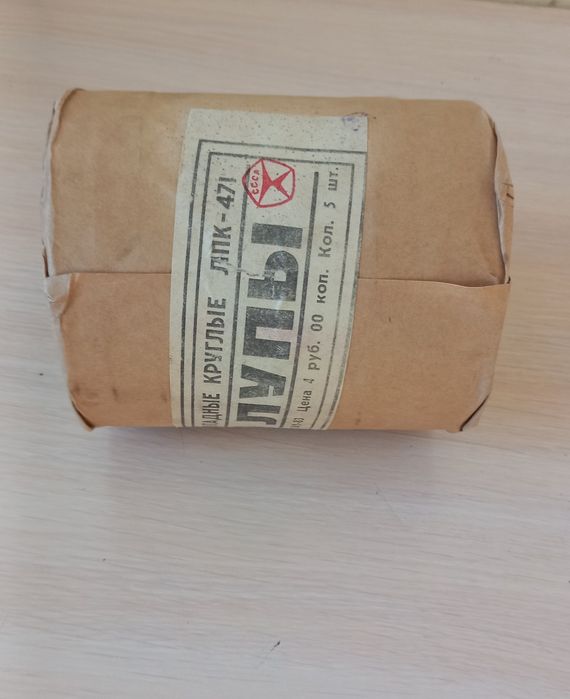 КРУГЛЫЕ ЛПК-471
СССР
ЛУПЫ
Цена 4 руб. 00 коп. Кол. 5 шт.